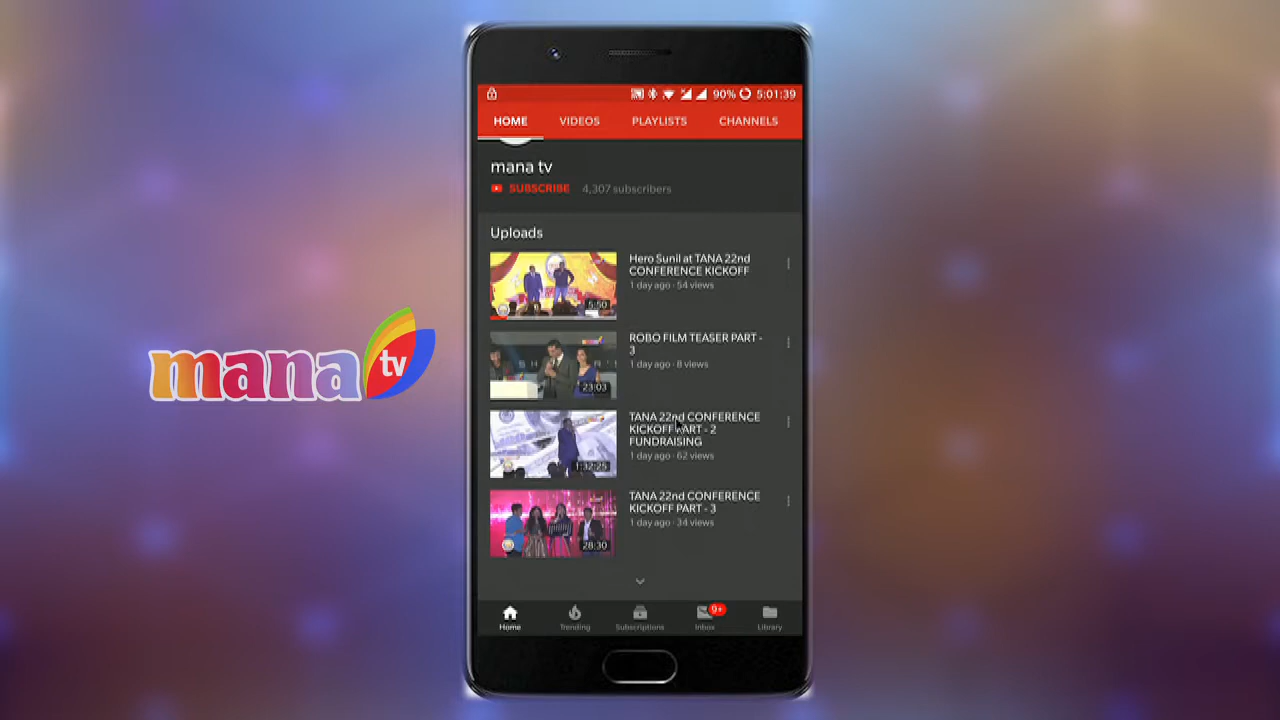 90% 5:01:39
HOME VIDEOS PLAYLISTS CHANNELS
mana tv
SUBSCRIBE 4,307 subscribers
Uploads
Hero Sunil at TANA 22nd
CONFERENCE KICKOFF
1 day ago · 54 views
5:50
ROBO FILM TEASER PART -
3
1 day ago · 8 views
23:03
mana tv
TANA 22nd CONFERENCE
KICKOFF PART - 2
FUNDRAISING
1 day ago · 62 views
1:32:25
TANA 22nd CONFERENCE
KICKOFF PART - 3
1 day ago · 34 views
28:30
9+
Home Trending Subscriptions Inbox Library